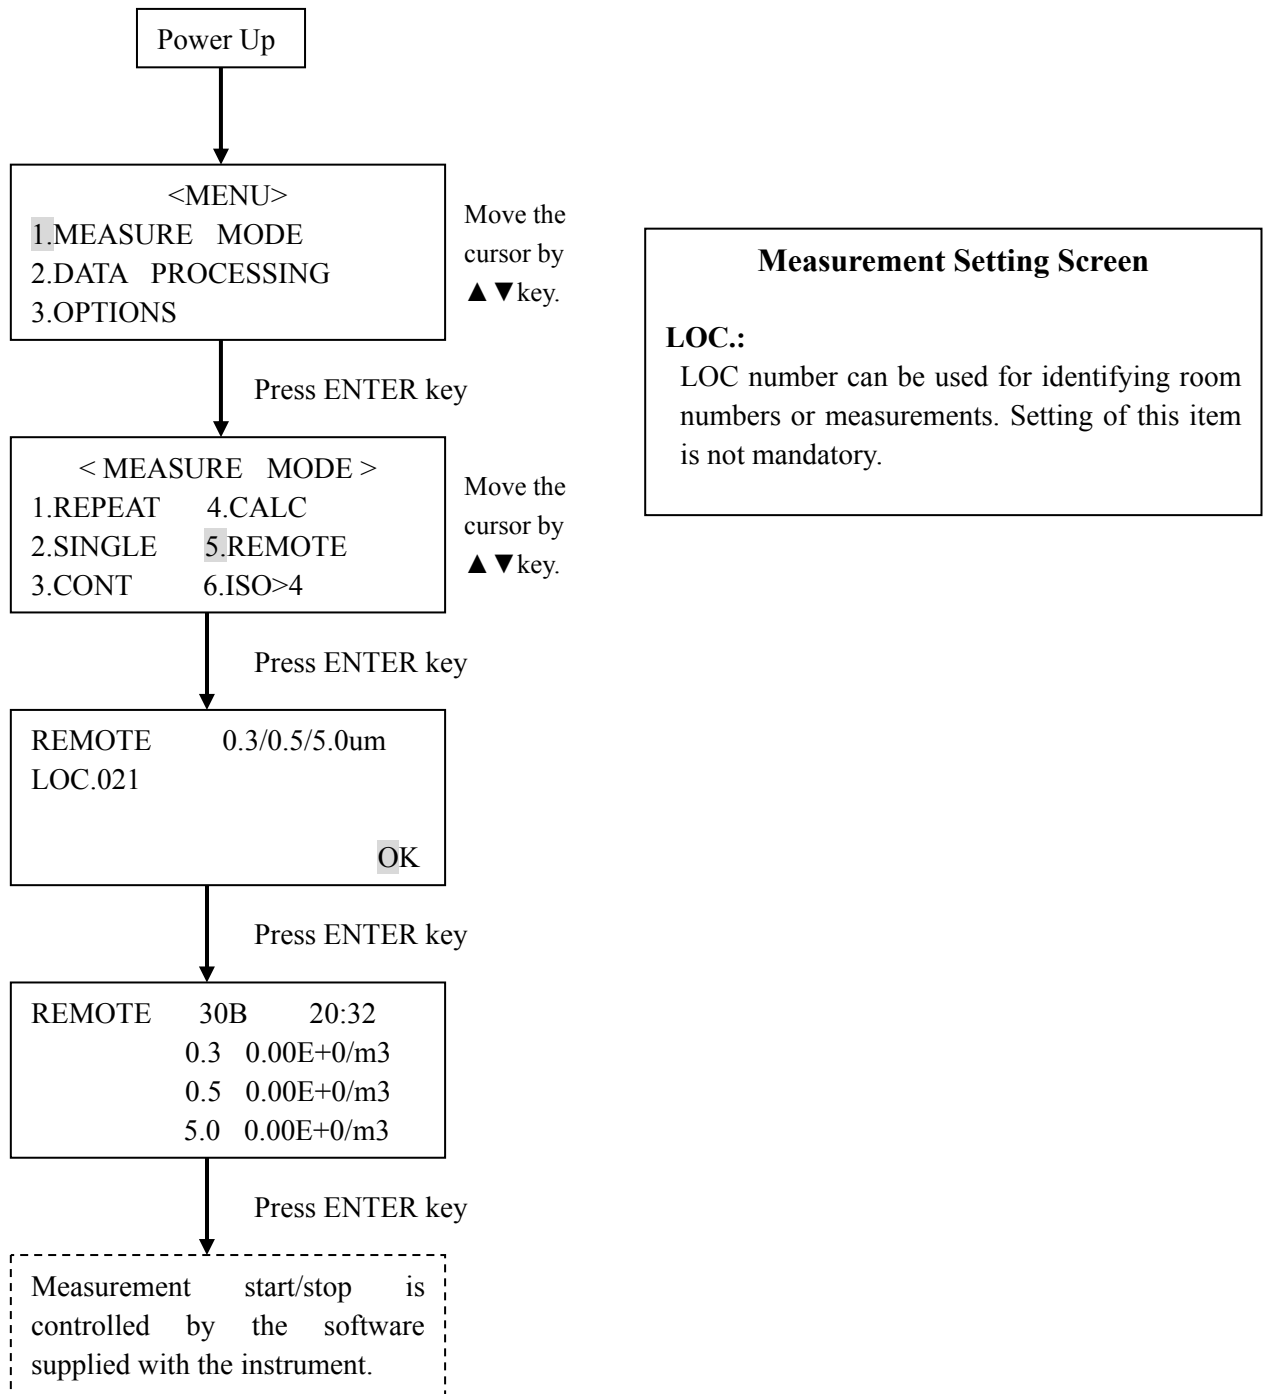 Power Up
<MENU>
1.MEASURE MODE
2.DATA PROCESSING
3.OPTIONS
Move the
cursor by
▲▼key.
Measurement Setting Screen
LOC.:
LOC number can be used for identifying room
numbers or measurements. Setting of this item
is not mandatory.
Press ENTER key
< MEASURE MODE >
1.REPEAT 4.CALC
2.SINGLE 5.REMOTE
3.CONT 6.ISO>4
Move the
cursor by
▲▼key.
Press ENTER key
REMOTE 0.3/0.5/5.0um
LOC.021
OK
Press ENTER key
REMOTE 30B 20:32
0.3 0.00E+0/m3
0.5 0.00E+0/m3
5.0 0.00E+0/m3
Press ENTER key
Measurement start/stop is
controlled by the software
supplied with the instrument.